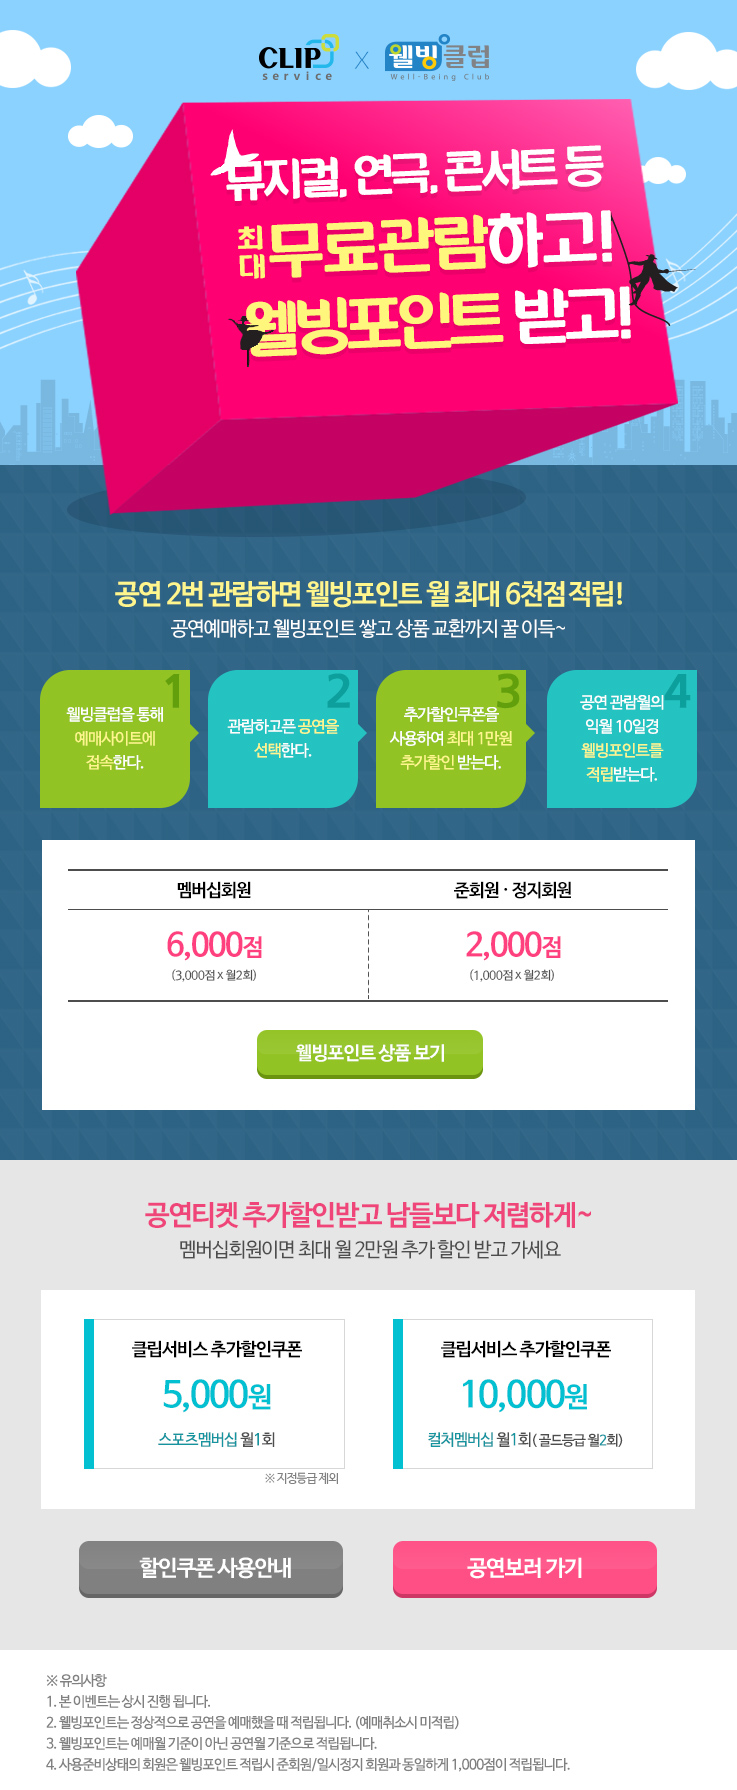 CLIP service X 웰빙클럽 Well-Being Club
뮤지컬, 연극, 콘서트 등
최대 무료관람하고!
웰빙포인트 받고!
공연 2번 관람하면 웰빙포인트 월 최대 6천점 적립!
공연예매하고 웰빙포인트 쌓고 상품 교환까지 꿀 이득~
1
웰빙클럽을 통해
예매사이트에
접속한다.
2
관람하고픈 공연을
선택한다.
3
추가할인쿠폰을
사용하여 최대 1만원
추가할인 받는다.
4
공연 관람월의
익월 10일경
웰빙포인트를
적립받는다.
멤버십회원
준회원 · 정지회원
6,000점
(3,000점 x 월2회)
2,000점
(1,000점 x 월2회)
웰빙포인트 상품 보기
공연티켓 추가할인받고 남들보다 저렴하게~
멤버십회원이면 최대 월 2만원 추가 할인 받고 가세요
클립서비스 추가할인쿠폰
5,000원
스포츠멤버십 월1회
※ 지정등급 제외
클립서비스 추가할인쿠폰
10,000원
컬처멤버십 월1회( 골드등급 월2회)
할인쿠폰 사용안내
공연보러 가기
※ 유의사항
1. 본 이벤트는 상시 진행 됩니다.
2. 웰빙포인트는 정상적으로 공연을 예매했을 때 적립됩니다. (예매취소시 미적립)
3. 웰빙포인트는 예매월 기준이 아닌 공연월 기준으로 적립됩니다.
4. 사용준비상태의 회원은 웰빙포인트 적립시 준회원/일시정지 회원과 동일하게 1,000점이 적립됩니다.